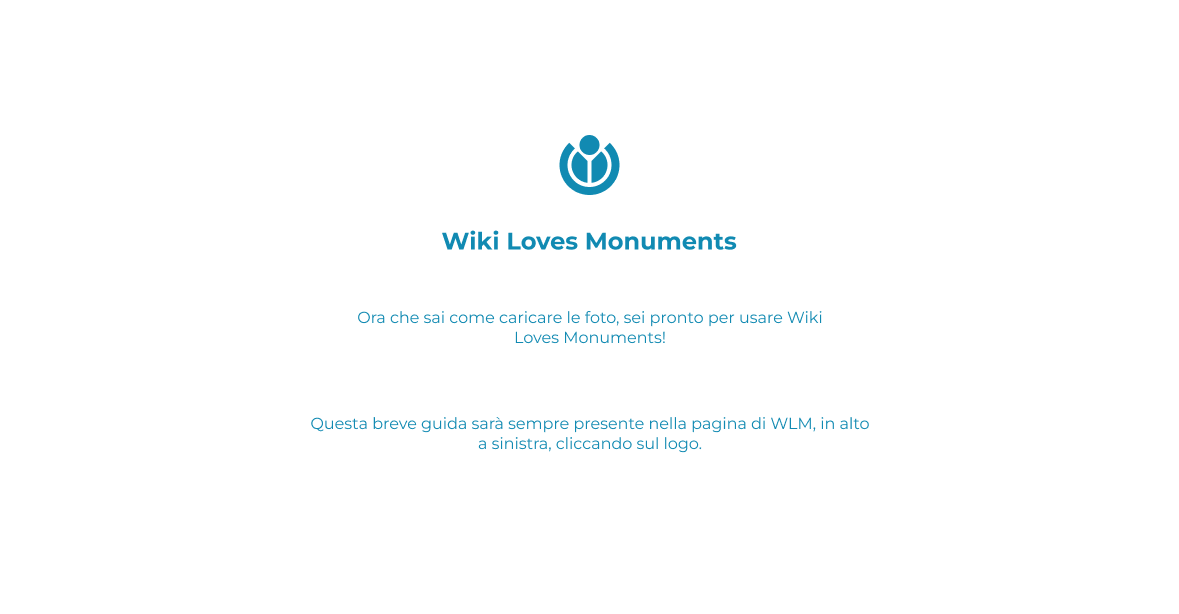 Wiki Loves Monuments
Ora che sai come caricare le foto, sei pronto per usare Wiki
Loves Monuments!
Questa breve guida sarà sempre presente nella pagina di WLM, in alto
a sinistra, cliccando sul logo.